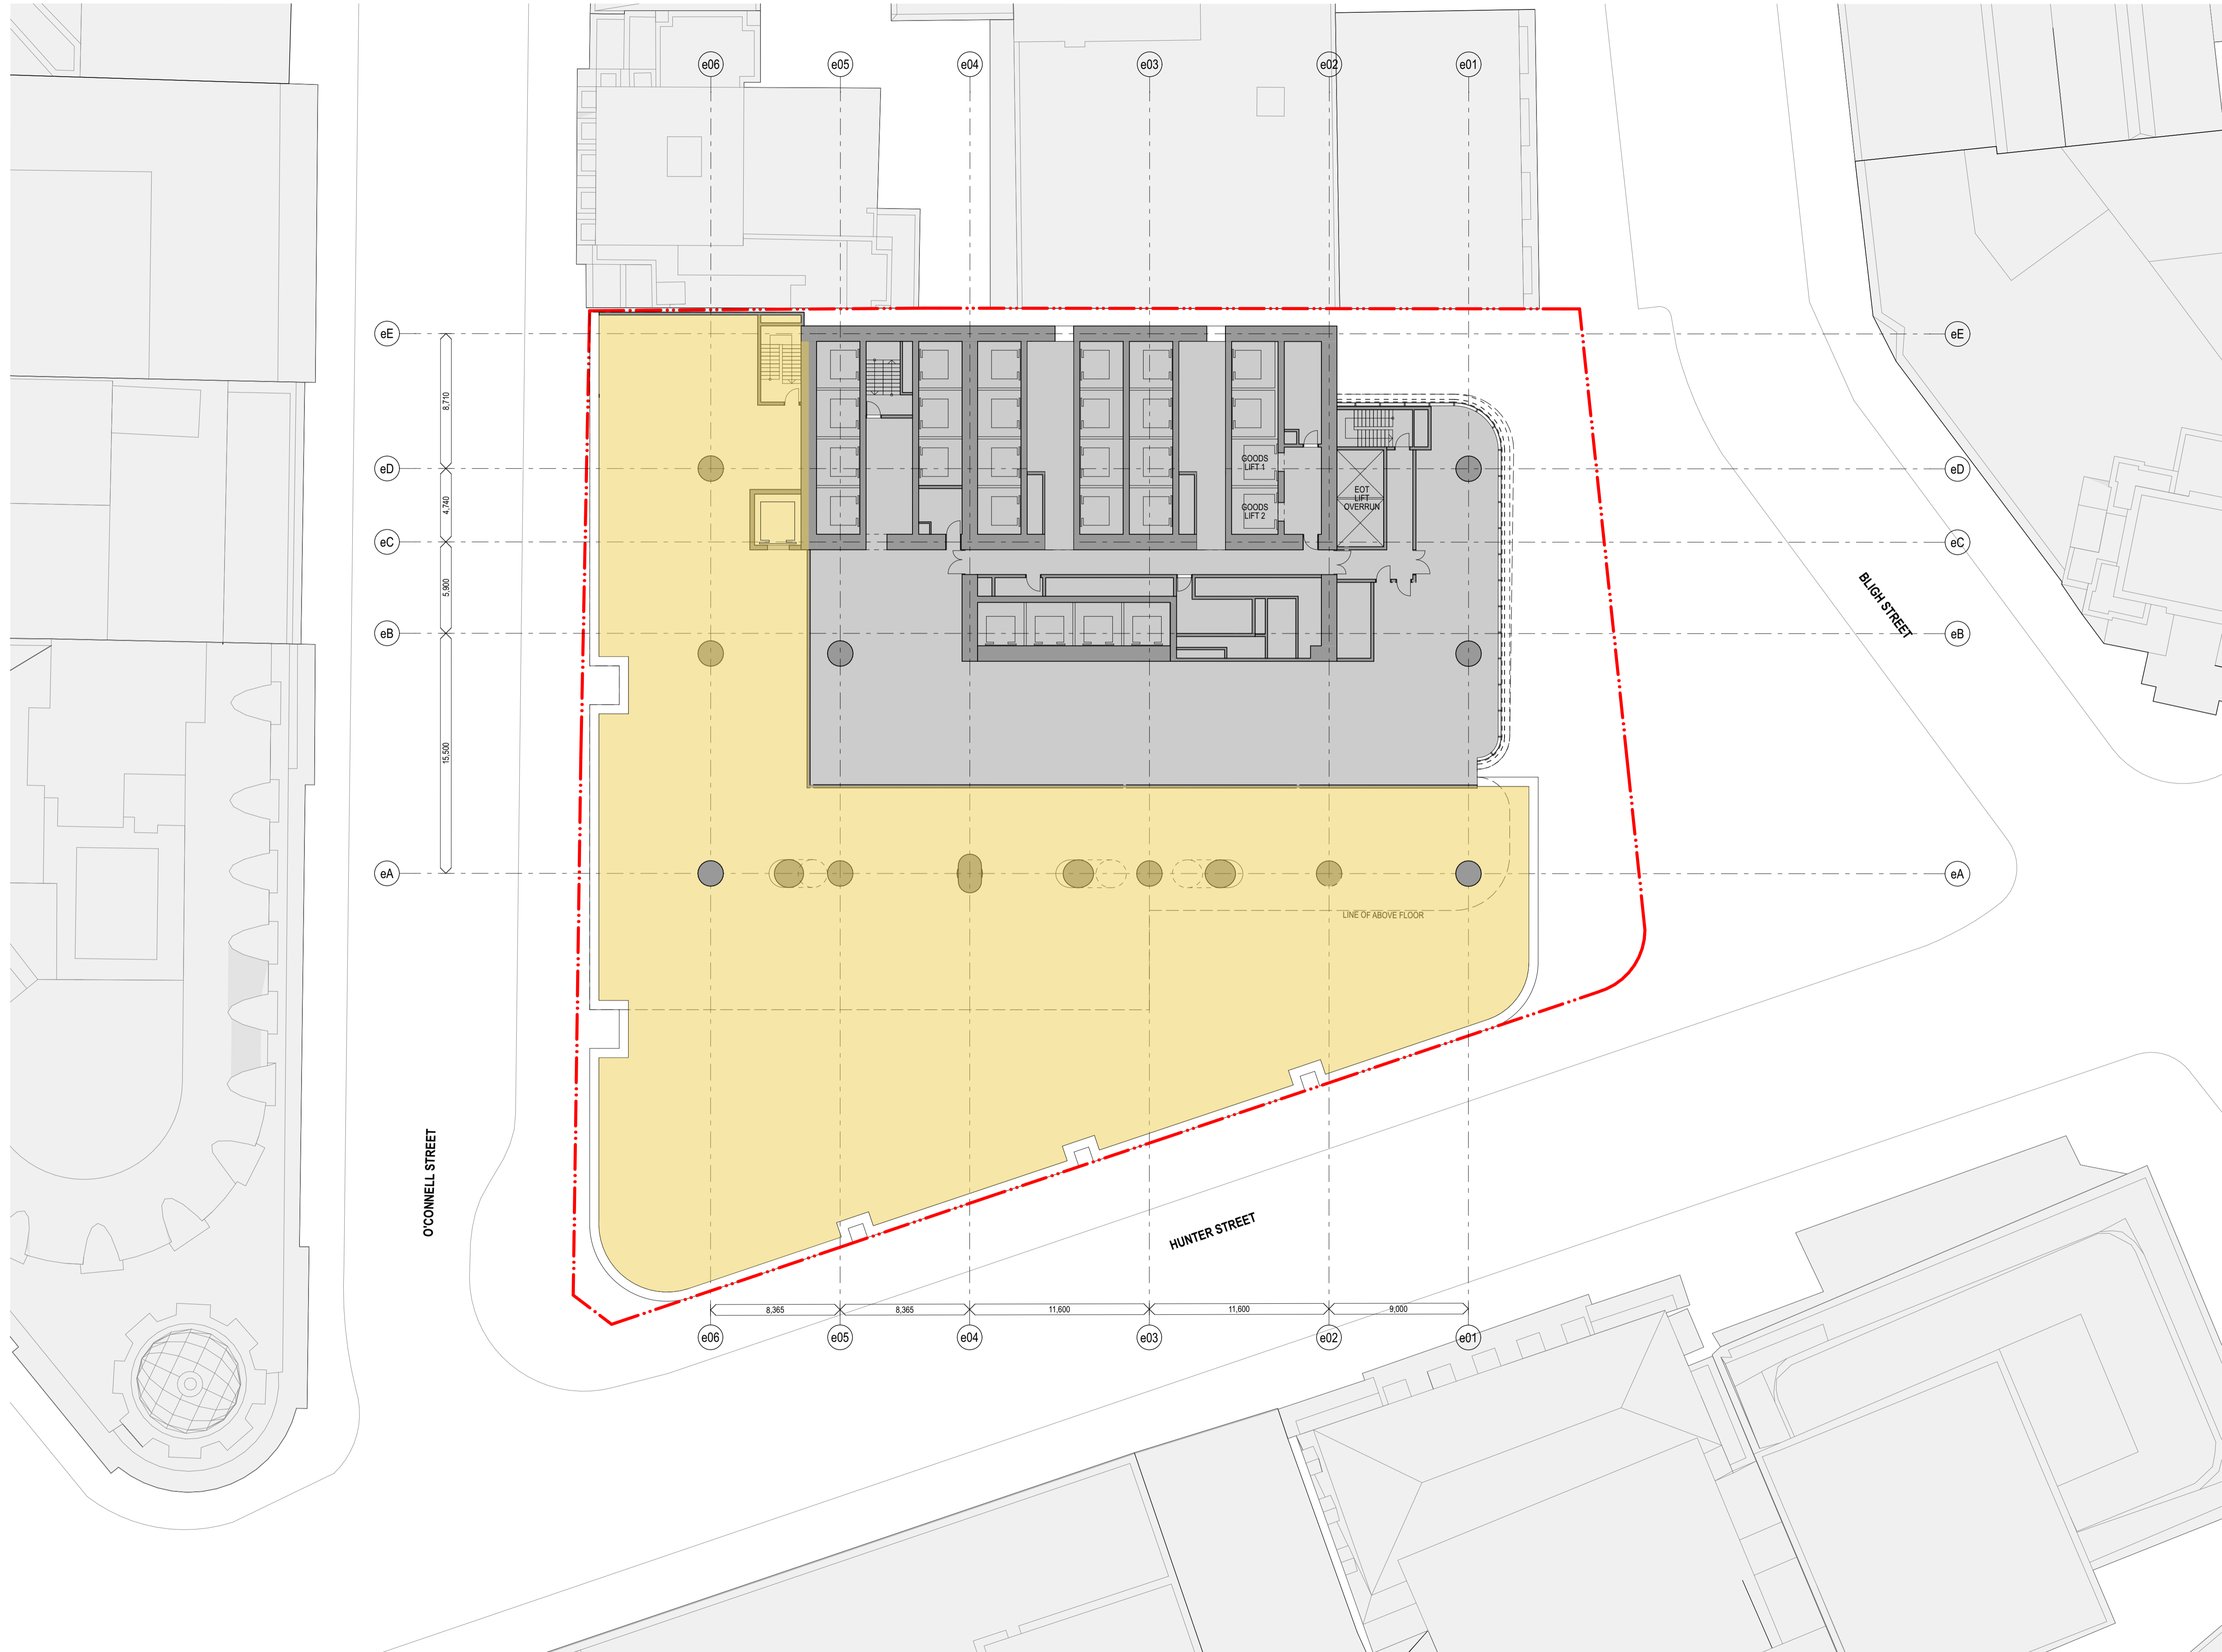 e06
e05
e04
e03
e02
e01
eE
eE
8,710
GOODS
LIFT 1
eD
eD
EOT
LIFT
OVERRUN
4,740
GOODS
LIFT 2
eC
eC
5,900
BLIGH STREET
eB
eB
15,500
eA
eA
LINE OF ABOVE FLOOR
O'CONNELL STREET
HUNTER STREET
8,365
8,365
11,600
11,600
9,000
e06
e05
e04
e03
e02
e01